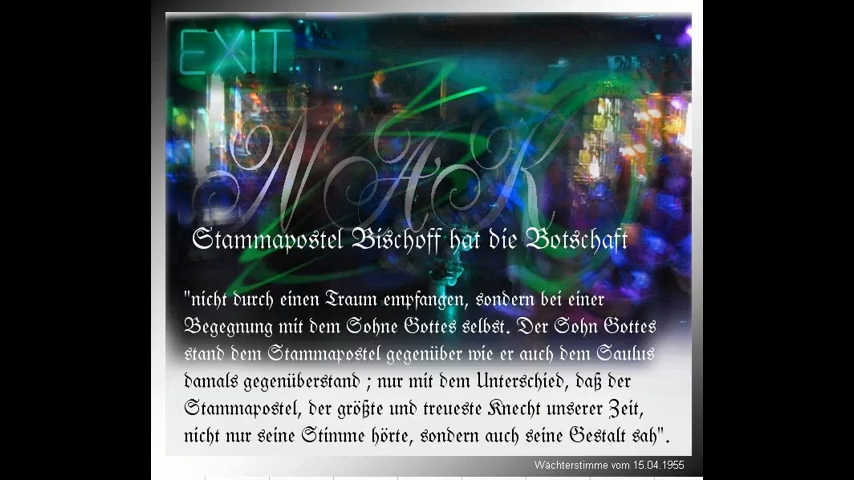 EXIT
NAK
Stammapostel Bischoff hat die Botschaft
"nicht durch einen Traum empfangen, sondern bei einer
Begegnung mit dem Sohne Gottes selbst. Der Sohn Gottes
stand dem Stammapostel gegenüber wie er auch dem Saulus
damals gegenüberstand ; nur mit dem Unterschied, daß der
Stammapostel, der größte und treueste Knecht unserer Zeit,
nicht nur seine Stimme hörte, sondern auch seine Gestalt sah".
Wächterstimme vom 15.04.1955